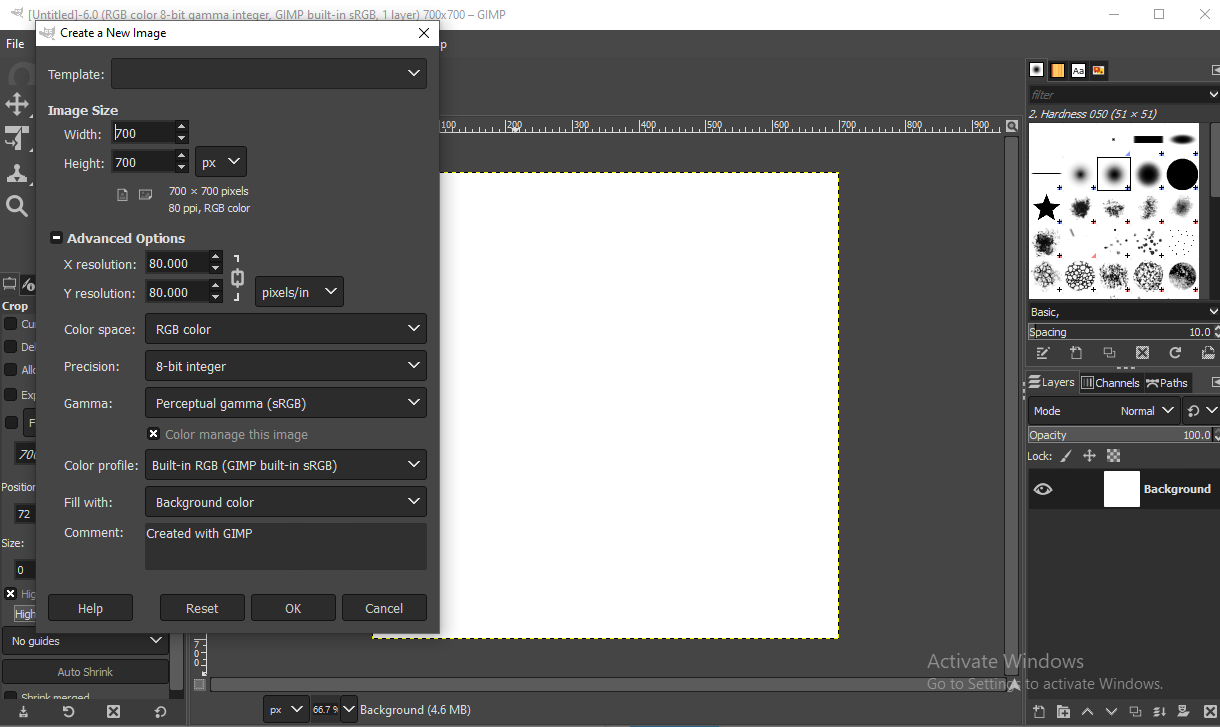 [Untitled]-6.0 (RGB color 8-bit gamma integer, GIMP built-in sRGB, 1 layer) 700x700 – GIMP
Create a New Image
File
p
Template:
Image Size
Width: 700
Height: 700 px
700 × 700 pixels
80 ppi, RGB color
Advanced Options
X resolution: 80.000
Y resolution: 80.000 pixels/in
Color space: RGB color
Precision: 8-bit integer
Gamma: Perceptual gamma (sRGB)
Color manage this image
Color profile: Built-in RGB (GIMP built-in sRGB)
Fill with: Background color
Comment: Created with GIMP
Help Reset OK Cancel
Crop
Cu
Del
Allo
Exp
F
700
Position
72
Size:
0
Hig
High
No guides
Auto Shrink
Shrink merged
100 200 300 400 500 600 700 800 900
7
0
0
px 66.7 % Background (4.6 MB)
Aa
filter
2. Hardness 050 (51 × 51)
Basic,
Spacing 10.0
Layers Channels Paths
Mode Normal
Opacity 100.0
Lock:
Background
Activate Windows
Go to Settings to activate Windows.